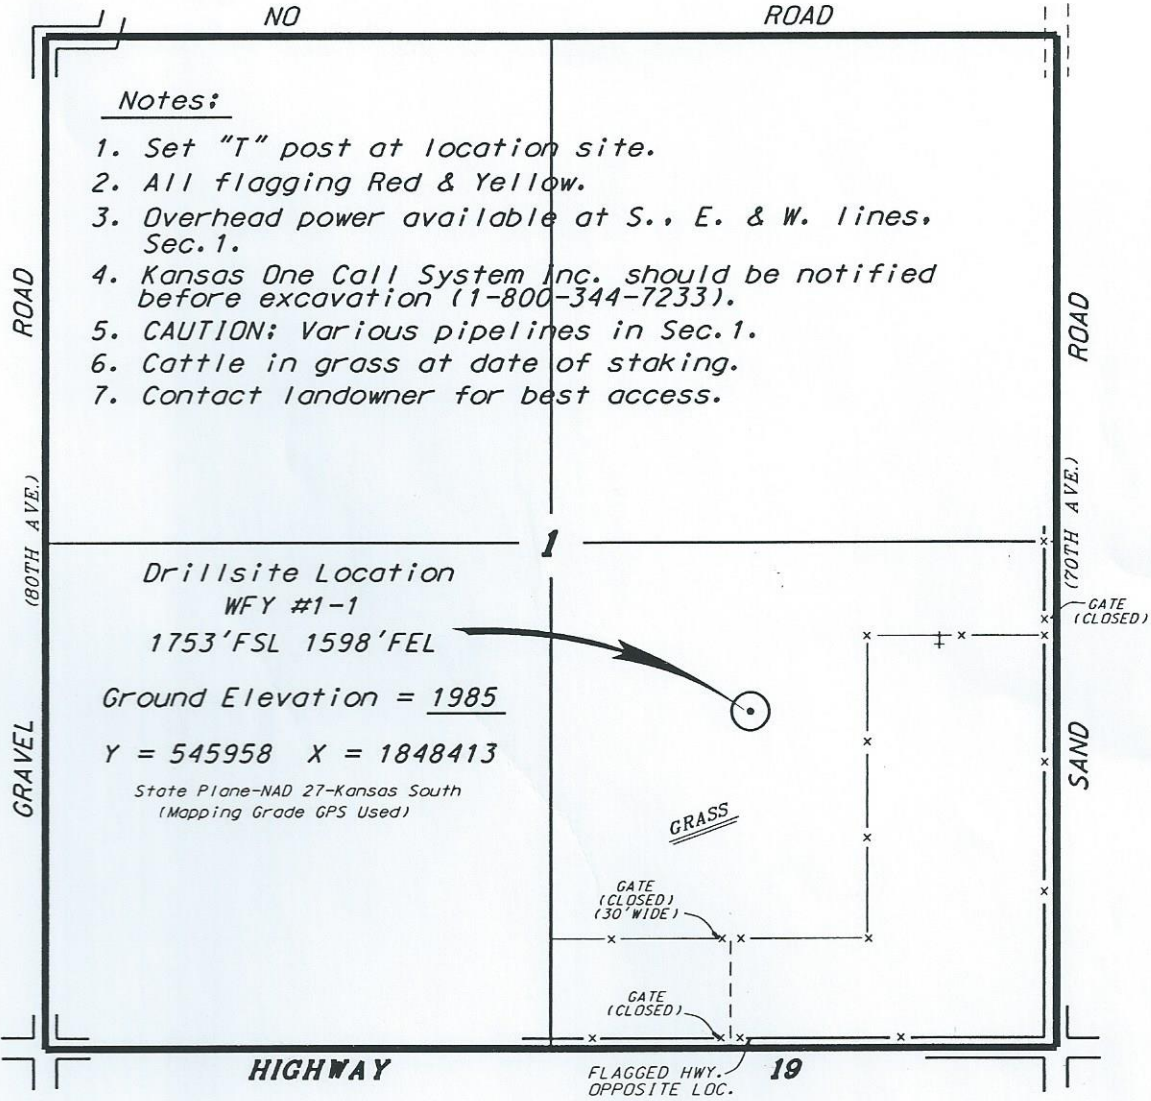 NO ROAD
Notes:
1. Set "T" post at location site.
2. All flagging Red & Yellow.
3. Overhead power available at S., E. & W. lines,
Sec.1.
4. Kansas One Call System Inc. should be notified
before excavation (1-800-344-7233).
5. CAUTION: Various pipelines in Sec.1.
6. Cattle in grass at date of staking.
7. Contact landowner for best access.
GRAVEL (80TH AVE.) ROAD
SAND (70TH AVE.) ROAD
1
Drillsite Location
WFY #1-1
1753'FSL 1598'FEL
Ground Elevation = 1985
Y = 545958 X = 1848413
State Plane-NAD 27-Kansas South
(Mapping Grade GPS Used)
GATE
(CLOSED)
GRASS
GATE
(CLOSED)
(30'WIDE)
GATE
(CLOSED)
HIGHWAY 19
FLAGGED HWY.
OPPOSITE LOC.